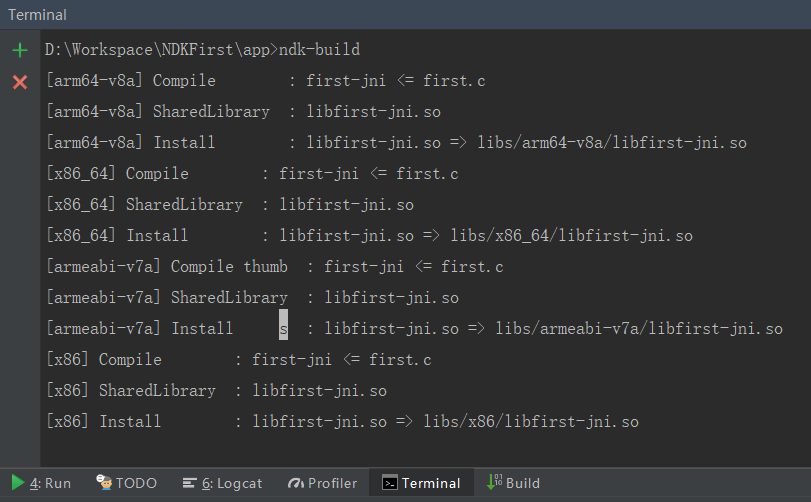 Terminal
D:\Workspace\NDKFirst\app>ndk-build
[arm64-v8a] Compile        : first-jni <= first.c
[arm64-v8a] SharedLibrary  : libfirst-jni.so
[arm64-v8a] Install        : libfirst-jni.so => libs/arm64-v8a/libfirst-jni.so
[x86_64] Compile        : first-jni <= first.c
[x86_64] SharedLibrary  : libfirst-jni.so
[x86_64] Install        : libfirst-jni.so => libs/x86_64/libfirst-jni.so
[armeabi-v7a] Compile thumb  : first-jni <= first.c
[armeabi-v7a] SharedLibrary  : libfirst-jni.so
[armeabi-v7a] Install     s  : libfirst-jni.so => libs/armeabi-v7a/libfirst-jni.so
[x86] Compile        : first-jni <= first.c
[x86] SharedLibrary  : libfirst-jni.so
[x86] Install        : libfirst-jni.so => libs/x86/libfirst-jni.so
4: Run TODO 6: Logcat Profiler Terminal Build